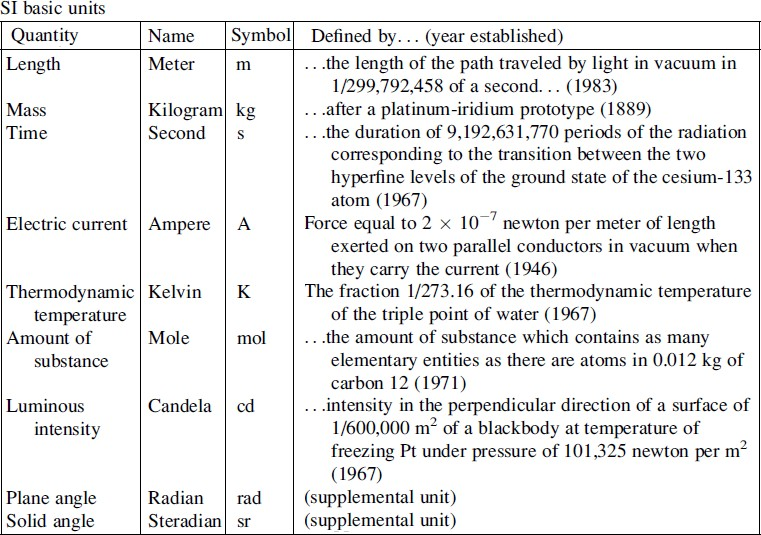 SI basic units
Quantity Name Symbol Defined by. . . (year established)
Length Meter m . . .the length of the path traveled by light in vacuum in
1/299,792,458 of a second. . . (1983)
Mass Kilogram kg . . .after a platinum-iridium prototype (1889)
Time Second s . . .the duration of 9,192,631,770 periods of the radiation
corresponding to the transition between the two
hyperfine levels of the ground state of the cesium-133
atom (1967)
Electric current Ampere A Force equal to 2 × 10⁻⁷ newton per meter of length
exerted on two parallel conductors in vacuum when
they carry the current (1946)
Thermodynamic Kelvin K The fraction 1/273.16 of the thermodynamic temperature
temperature of the triple point of water (1967)
Amount of Mole mol . . .the amount of substance which contains as many
substance elementary entities as there are atoms in 0.012 kg of
carbon 12 (1971)
Luminous Candela cd . . .intensity in the perpendicular direction of a surface of
intensity 1/600,000 m² of a blackbody at temperature of
freezing Pt under pressure of 101,325 newton per m²
(1967)
Plane angle Radian rad (supplemental unit)
Solid angle Steradian sr (supplemental unit)